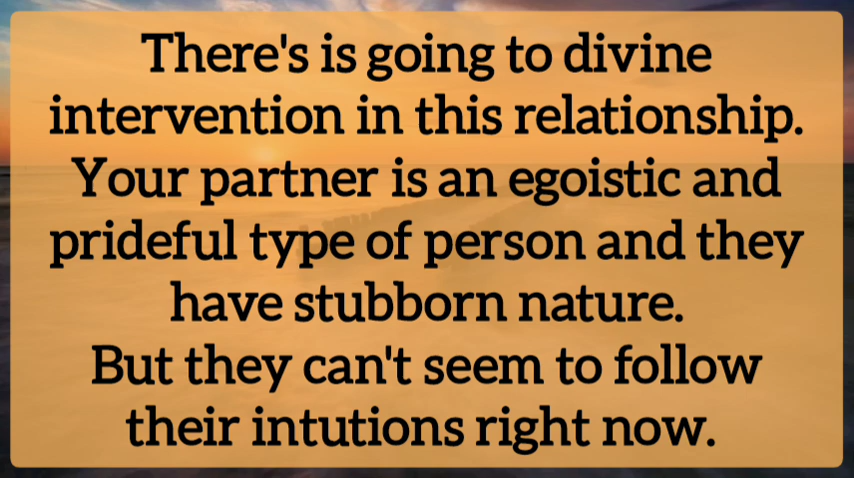 There's is going to divine
intervention in this relationship.
Your partner is an egoistic and
prideful type of person and they
have stubborn nature.
But they can't seem to follow
their intutions right now.